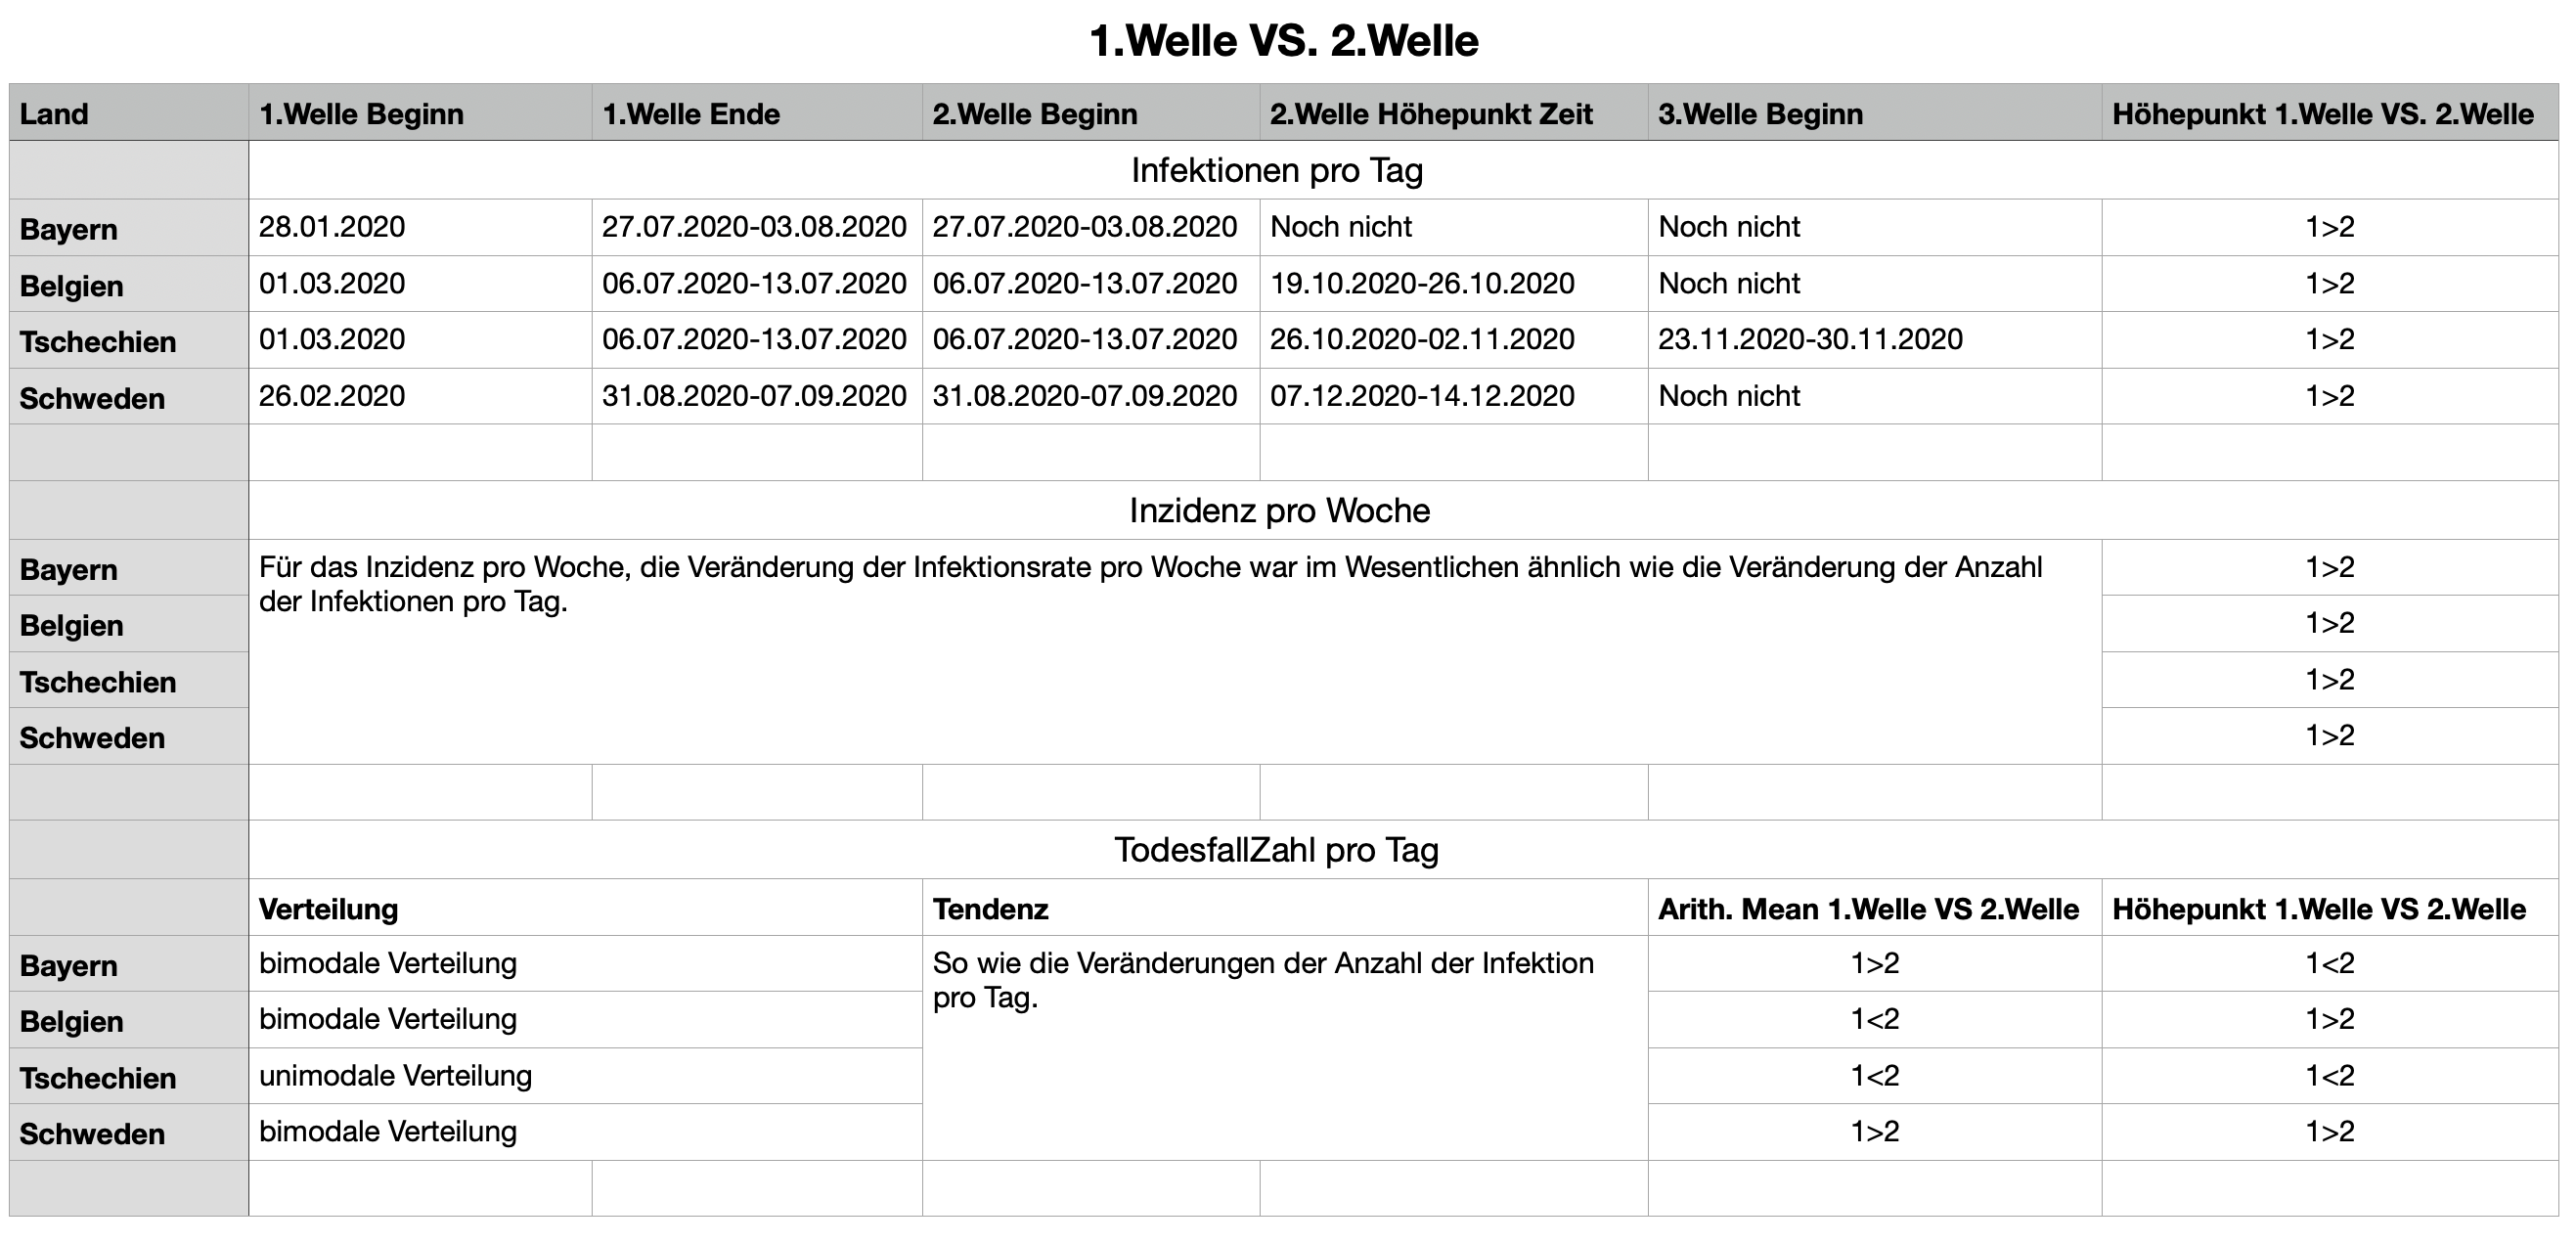 1.Welle VS. 2.Welle
Land 1.Welle Beginn 1.Welle Ende 2.Welle Beginn 2.Welle Höhepunkt Zeit 3.Welle Beginn Höhepunkt 1.Welle VS. 2.Welle
Infektionen pro Tag
Bayern 28.01.2020 27.07.2020-03.08.2020 27.07.2020-03.08.2020 Noch nicht Noch nicht 1>2
Belgien 01.03.2020 06.07.2020-13.07.2020 06.07.2020-13.07.2020 19.10.2020-26.10.2020 Noch nicht 1>2
Tschechien 01.03.2020 06.07.2020-13.07.2020 06.07.2020-13.07.2020 26.10.2020-02.11.2020 23.11.2020-30.11.2020 1>2
Schweden 26.02.2020 31.08.2020-07.09.2020 31.08.2020-07.09.2020 07.12.2020-14.12.2020 Noch nicht 1>2
Inzidenz pro Woche
Bayern Für das Inzidenz pro Woche, die Veränderung der Infektionsrate pro Woche war im Wesentlichen ähnlich wie die Veränderung der Anzahl 1>2
der Infektionen pro Tag.
Belgien 1>2
Tschechien 1>2
Schweden 1>2
TodesfallZahl pro Tag
Verteilung Tendenz Arith. Mean 1.Welle VS 2.Welle Höhepunkt 1.Welle VS 2.Welle
Bayern bimodale Verteilung So wie die Veränderungen der Anzahl der Infektion 1>2 1<2
pro Tag.
Belgien bimodale Verteilung 1<2 1>2
Tschechien unimodale Verteilung 1<2 1<2
Schweden bimodale Verteilung 1>2 1>2